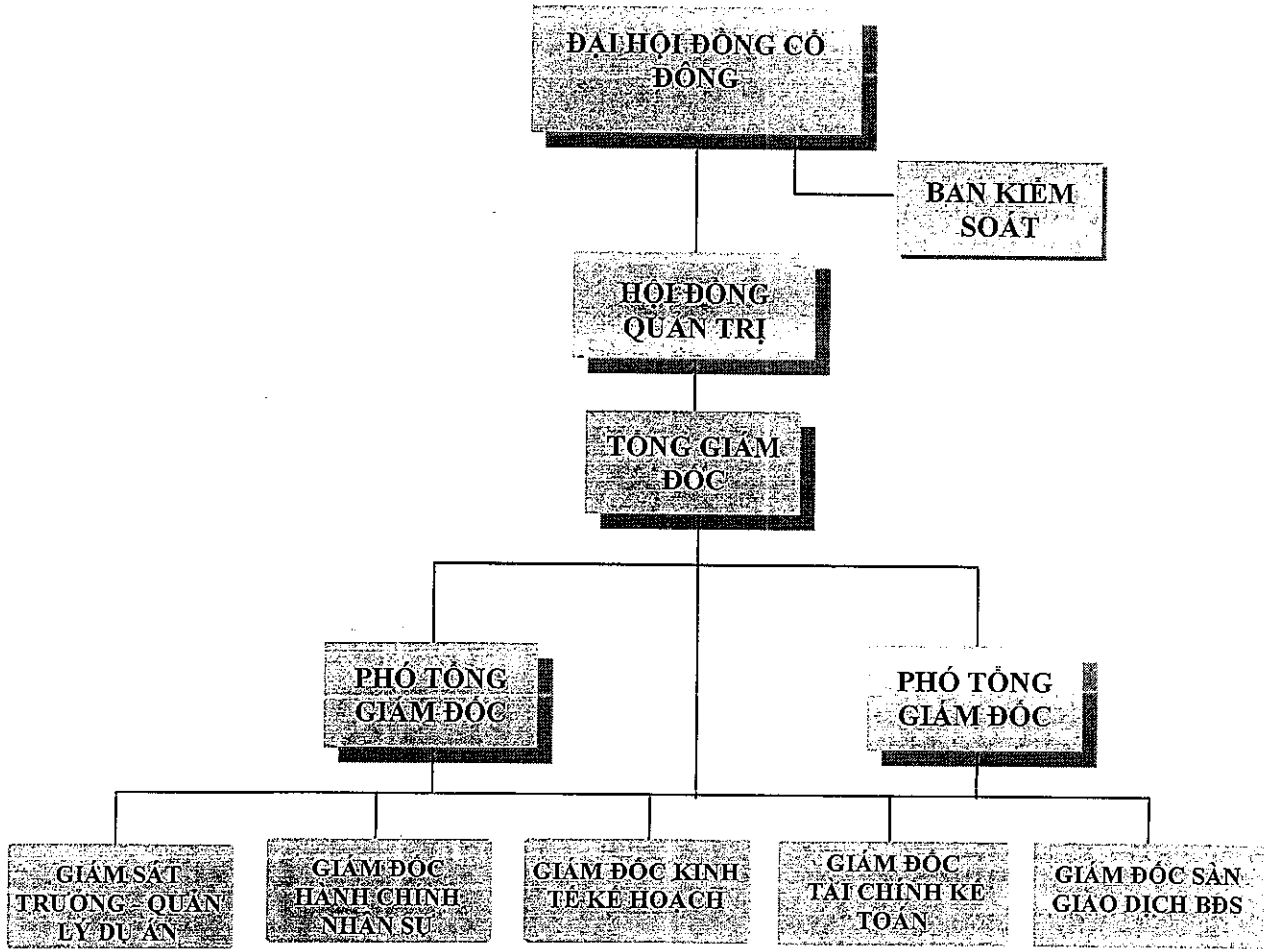 ĐẠI HỘI ĐỒNG CỔ
ĐÔNG
BAN KIỂM
SOÁT
HỘI ĐỒNG
QUẢN TRỊ
TỔNG GIÁM
ĐỐC
PHÓ TỔNG
GIÁM ĐỐC
PHÓ TỔNG
GIÁM ĐỐC
GIÁM SÁT
TRƯỞNG - QUẢN
LÝ DỰ ÁN
GIÁM ĐỐC
HÀNH CHÍNH
NHÂN SỰ
GIÁM ĐỐC KINH
TẾ KẾ HOẠCH
GIÁM ĐỐC
TÀI CHÍNH KẾ
TOÁN
GIÁM ĐỐC SÀN
GIAO DỊCH BĐS